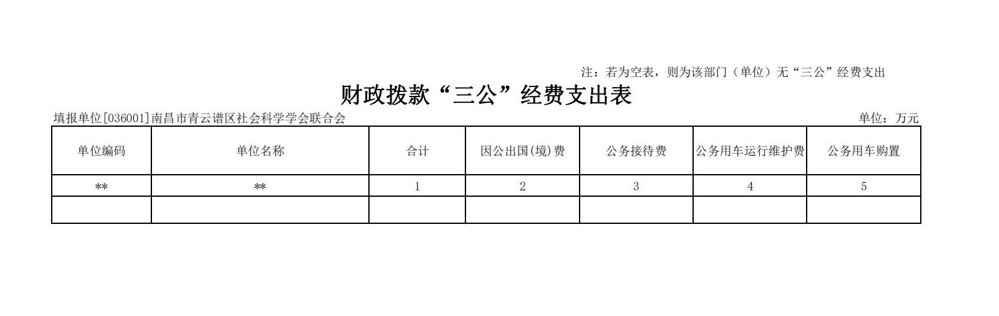 注：若为空表，则为该部门（单位）无“三公”经费支出
财政拨款“三公”经费支出表
填报单位[036001]南昌市青云谱区社会科学学会联合会 单位：万元
单位编码 单位名称 合计 因公出国(境)费 公务接待费 公务用车运行维护费 公务用车购置
** ** 1 2 3 4 5